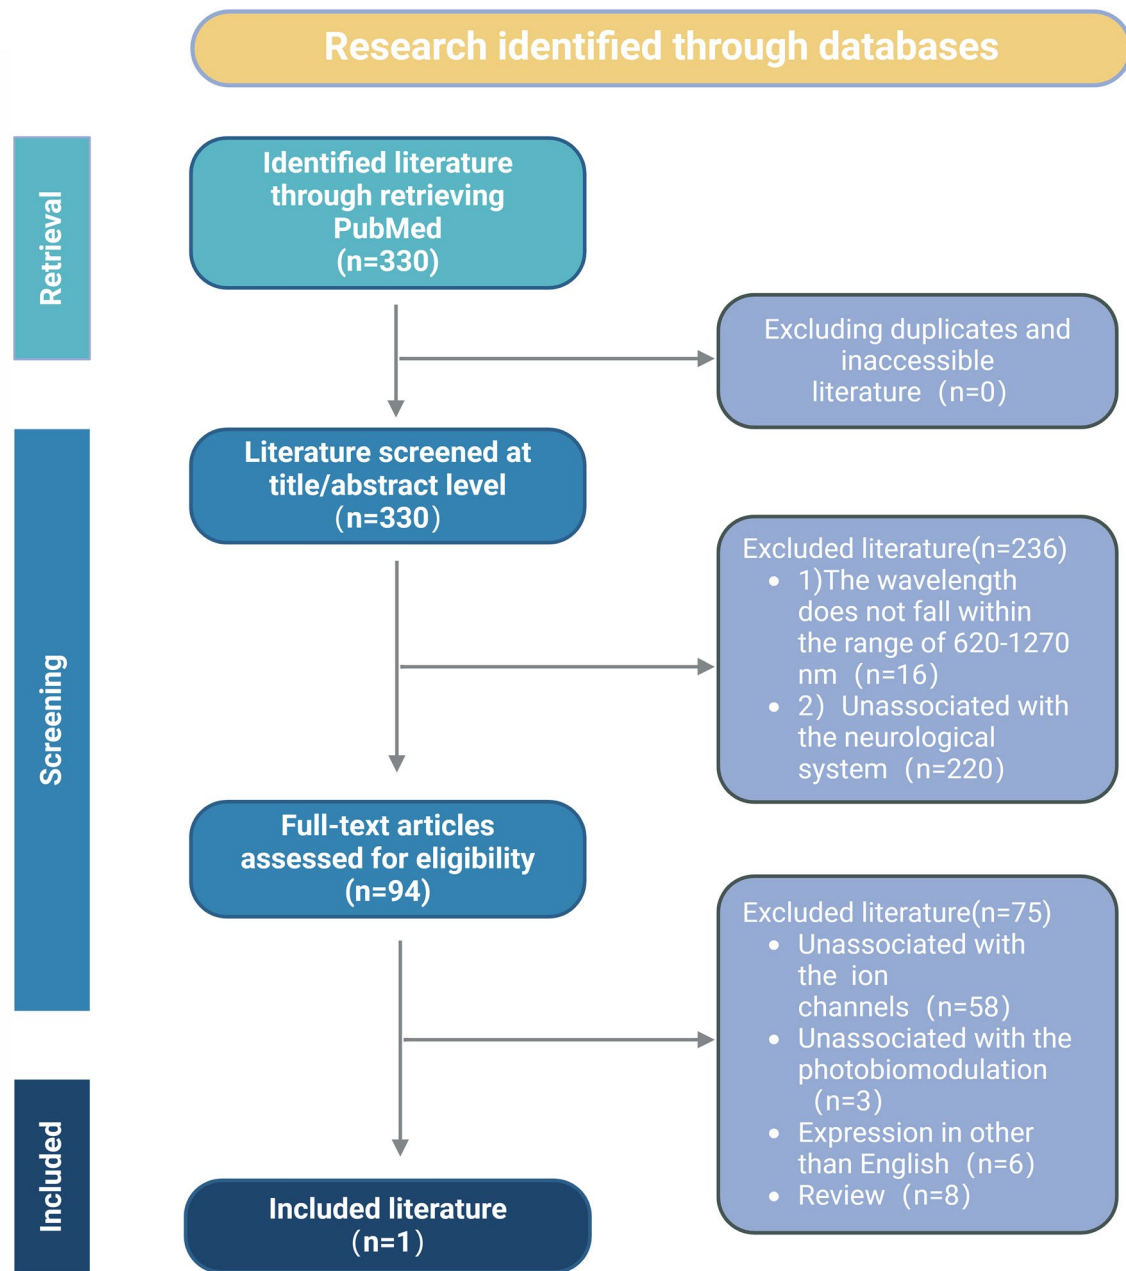 Research identified through databases
Retrieval
Identified literature
through retrieving
PubMed
(n=330)
Excluding duplicates and
inaccessible
literature (n=0)
Screening
Literature screened at
title/abstract level
(n=330)
Excluded literature(n=236)
• 1)The wavelength
does not fall within
the range of 620-1270
nm (n=16)
• 2) Unassociated with
the neurological
system (n=220)
Full-text articles
assessed for eligibility
(n=94)
Excluded literature(n=75)
• Unassociated with
the ion
channels (n=58)
• Unassociated with the
photobiomodulation
(n=3)
• Expression in other
than English (n=6)
• Review (n=8)
Included
Included literature
(n=1)